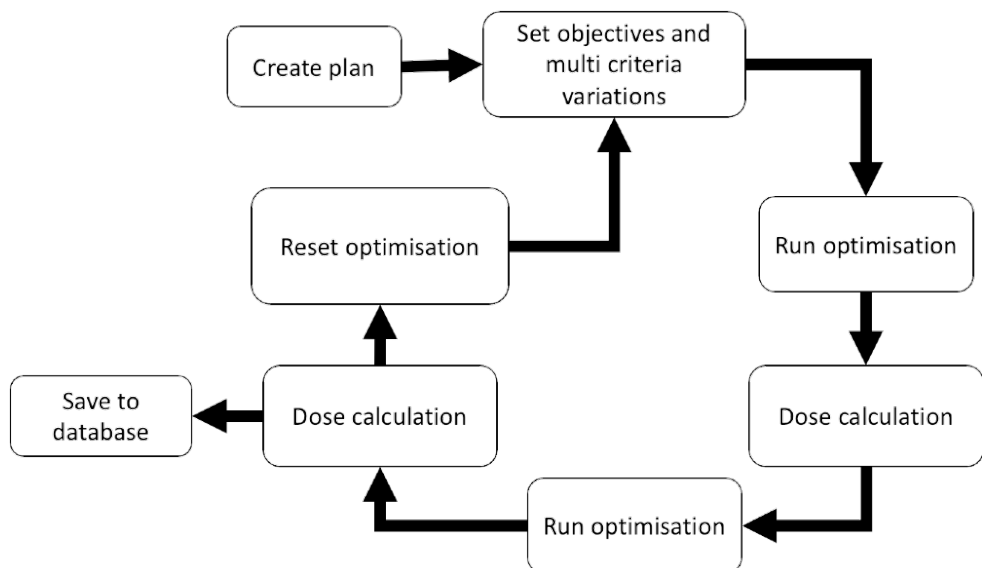 Create plan
Set objectives and
multi criteria
variations
Run optimisation
Dose calculation
Run optimisation
Dose calculation
Save to
database
Reset optimisation